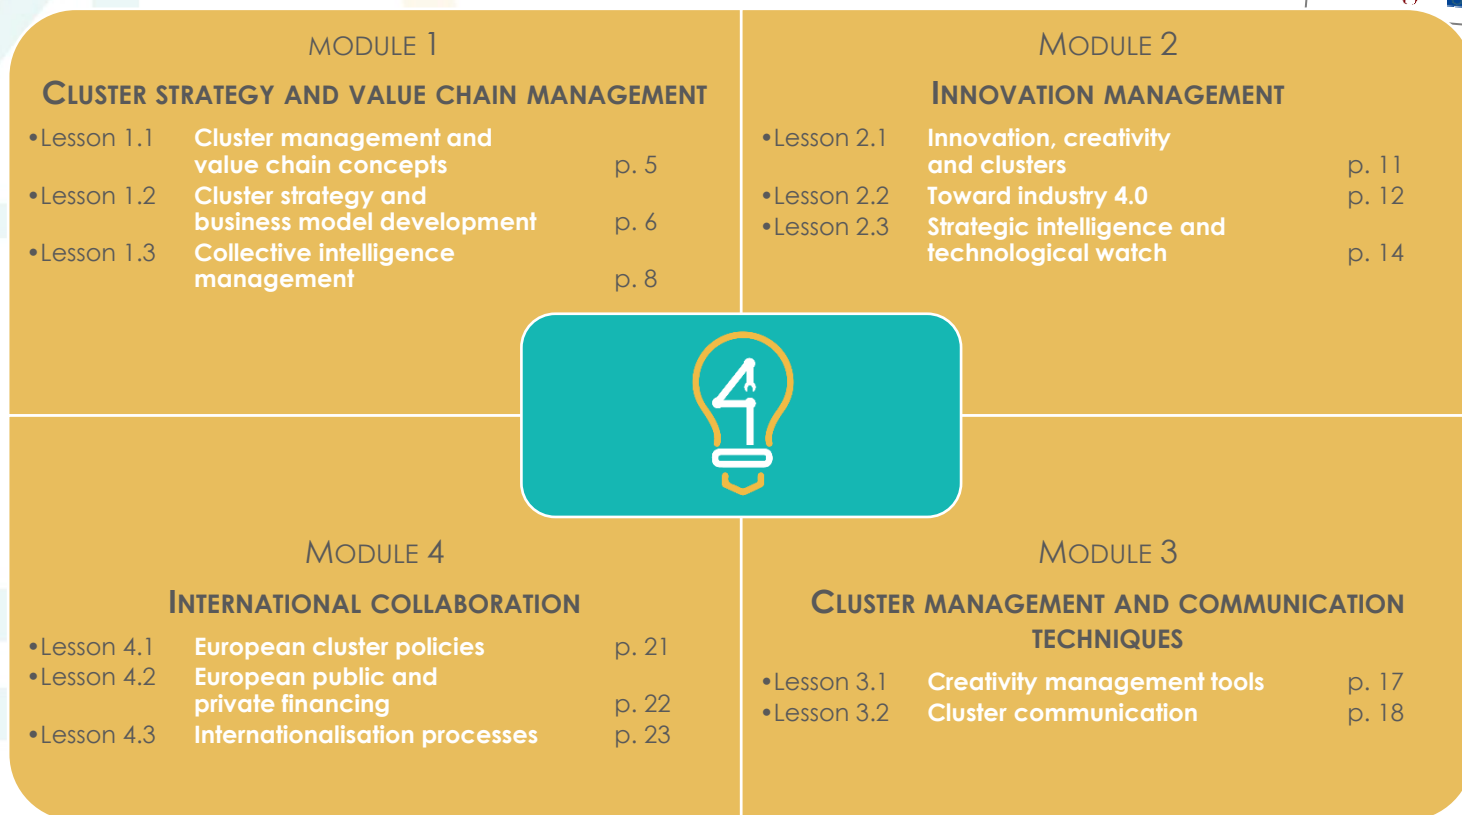 MODULE 1
CLUSTER STRATEGY AND VALUE CHAIN MANAGEMENT
•Lesson 1.1 Cluster management and
value chain concepts p. 5
•Lesson 1.2 Cluster strategy and
business model development p. 6
•Lesson 1.3 Collective intelligence
management p. 8
MODULE 2
INNOVATION MANAGEMENT
•Lesson 2.1 Innovation, creativity
and clusters p. 11
•Lesson 2.2 Toward industry 4.0 p. 12
•Lesson 2.3 Strategic intelligence and
technological watch p. 14
4
MODULE 4
INTERNATIONAL COLLABORATION
•Lesson 4.1 European cluster policies p. 21
•Lesson 4.2 European public and
private financing p. 22
•Lesson 4.3 Internationalisation processes p. 23
MODULE 3
CLUSTER MANAGEMENT AND COMMUNICATION
TECHNIQUES
•Lesson 3.1 Creativity management tools p. 17
•Lesson 3.2 Cluster communication p. 18